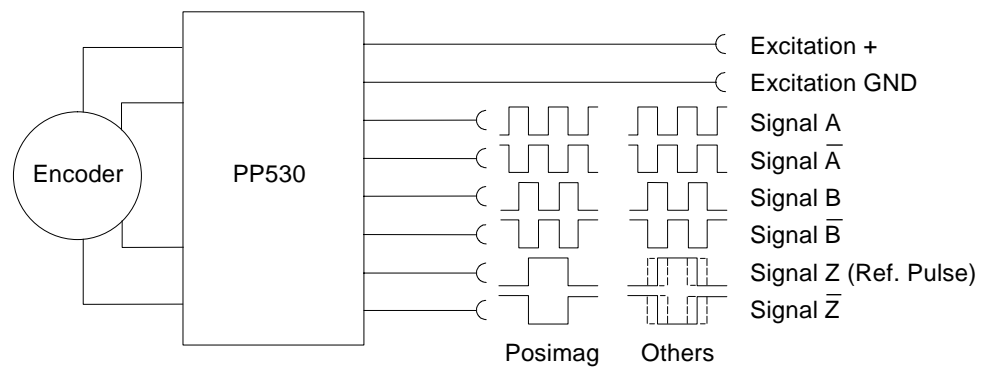 Encoder
PP530
Excitation +
Excitation GND
Signal A
Signal A̅
Signal B
Signal B̅
Signal Z (Ref. Pulse)
Signal Z̅
Posimag
Others